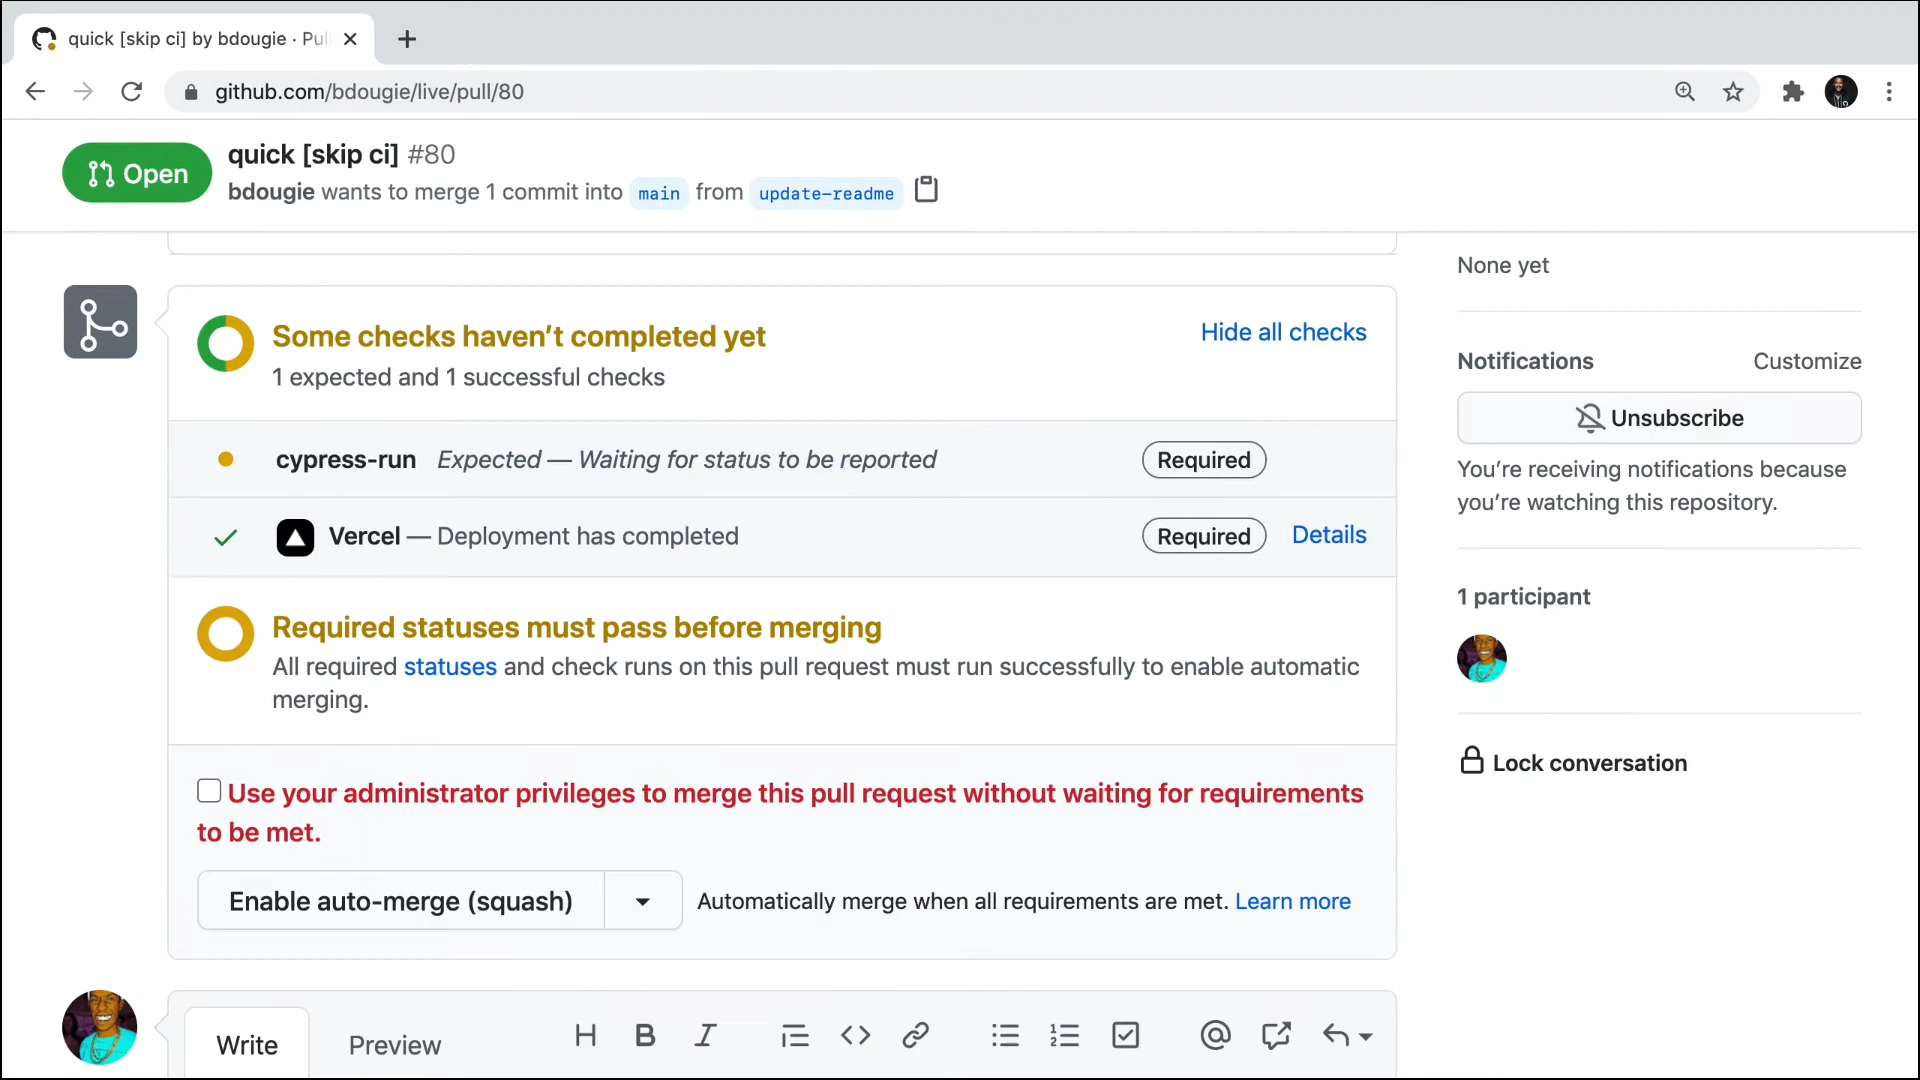 quick [skip ci] by bdougie · Pull
github.com/bdougie/live/pull/80
Open
quick [skip ci] #80
bdougie wants to merge 1 commit into main from update-readme
None yet
Some checks haven’t completed yet
Hide all checks
1 expected and 1 successful checks
Notifications
Customize
Unsubscribe
You’re receiving notifications because
you’re watching this repository.
cypress-run Expected — Waiting for status to be reported
Required
Vercel — Deployment has completed
Required
Details
1 participant
Required statuses must pass before merging
All required statuses and check runs on this pull request must run successfully to enable automatic
merging.
Lock conversation
Use your administrator privileges to merge this pull request without waiting for requirements
to be met.
Enable auto-merge (squash)
Automatically merge when all requirements are met. Learn more
Write
Preview